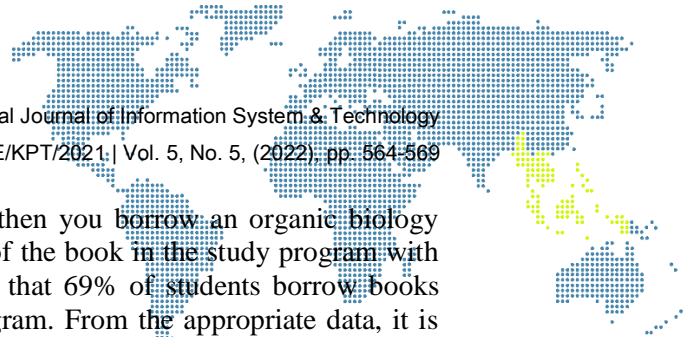 al Journal of Information System & Technology
E/KPT/2021 | Vol. 5, No. 5, (2022), pp. 564-569
then you borrow an organic biology
of the book in the study program with
that 69% of students borrow books
gram. From the appropriate data, it is